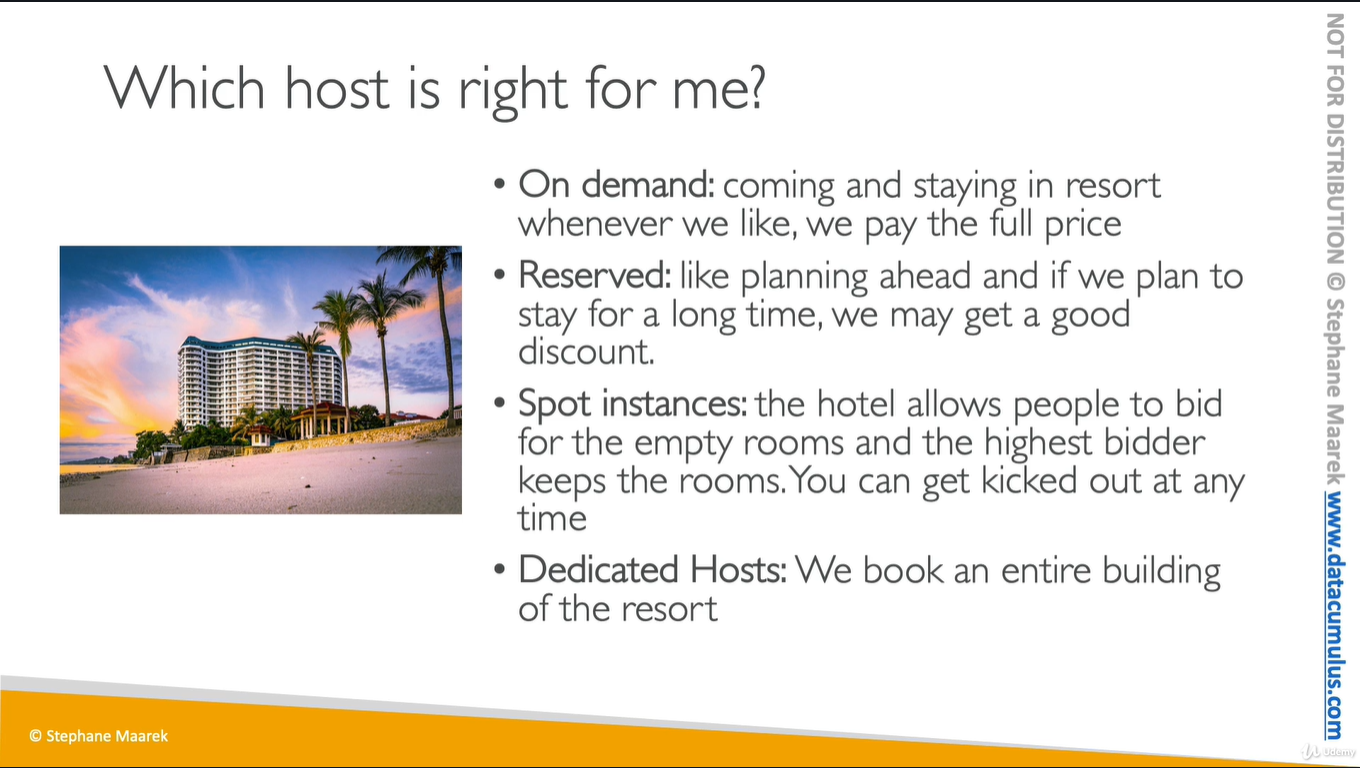 Which host is right for me?
• On demand: coming and staying in resort
whenever we like, we pay the full price
• Reserved: like planning ahead and if we plan to
stay for a long time, we may get a good
discount.
• Spot instances: the hotel allows people to bid
for the empty rooms and the highest bidder
keeps the rooms. You can get kicked out at any
time
• Dedicated Hosts: We book an entire building
of the resort
NOT FOR DISTRIBUTION © Stephane Maarek www.datacumulus.com
© Stephane Maarek
Udemy